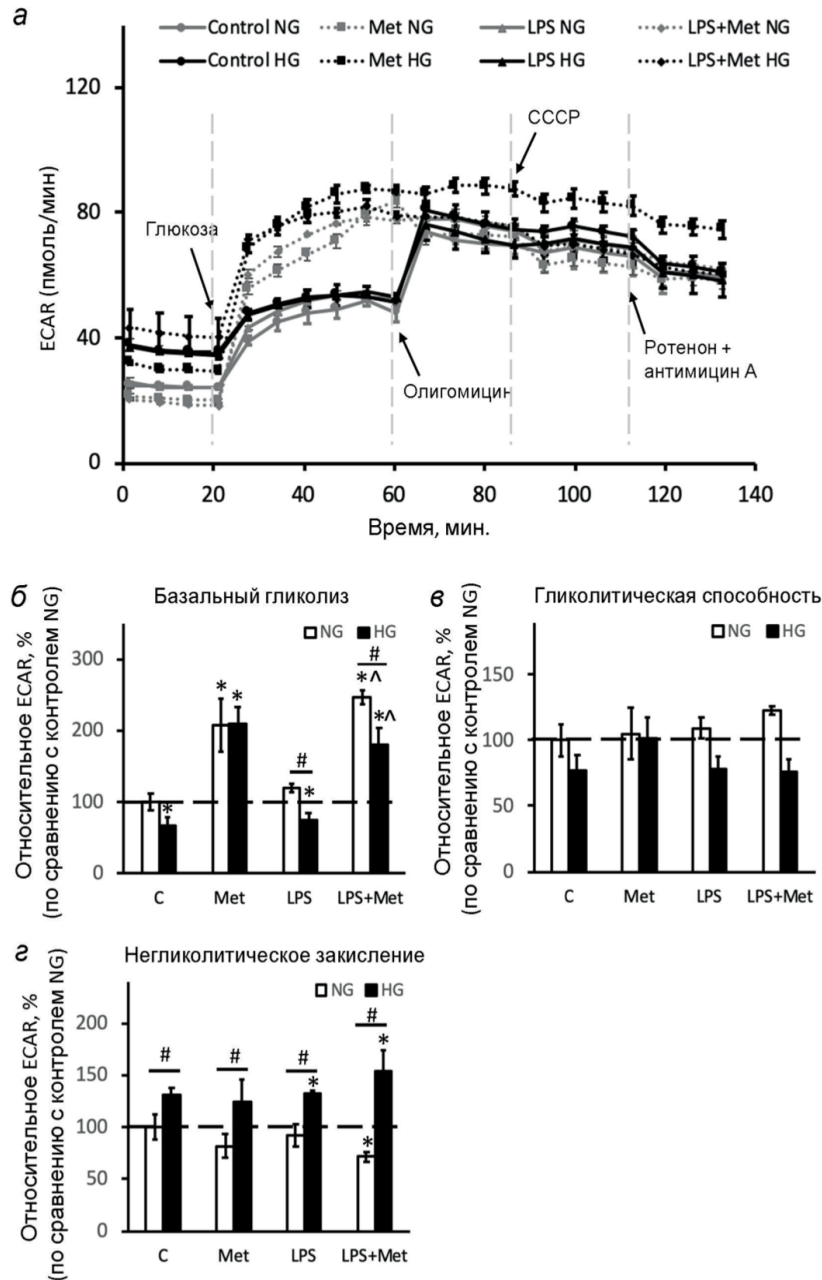 а
Control NG Met NG LPS NG LPS+Met NG
Control HG Met HG LPS HG LPS+Met HG
120
80
40
0
ECAR (пмоль/мин)
Глюкоза
CCCP
Олигомицин
Ротенон +
антимицин А
0 20 40 60 80 100 120 140
Время, мин.
б
Базальный гликолиз
NG HG
Относительное ECAR, %
(по сравнению с контролем NG)
300
200
100
0
* * * # * # *^ *^
C Met LPS LPS+Met
в
Гликолитическая способность
NG HG
Относительное ECAR, %
(по сравнению с контролем NG)
150
100
50
0
C Met LPS LPS+Met
г
Негликолитическое закисление
NG HG
Относительное ECAR, %
(по сравнению с контролем NG)
200
150
100
50
0
# # # * # * *
C Met LPS LPS+Met